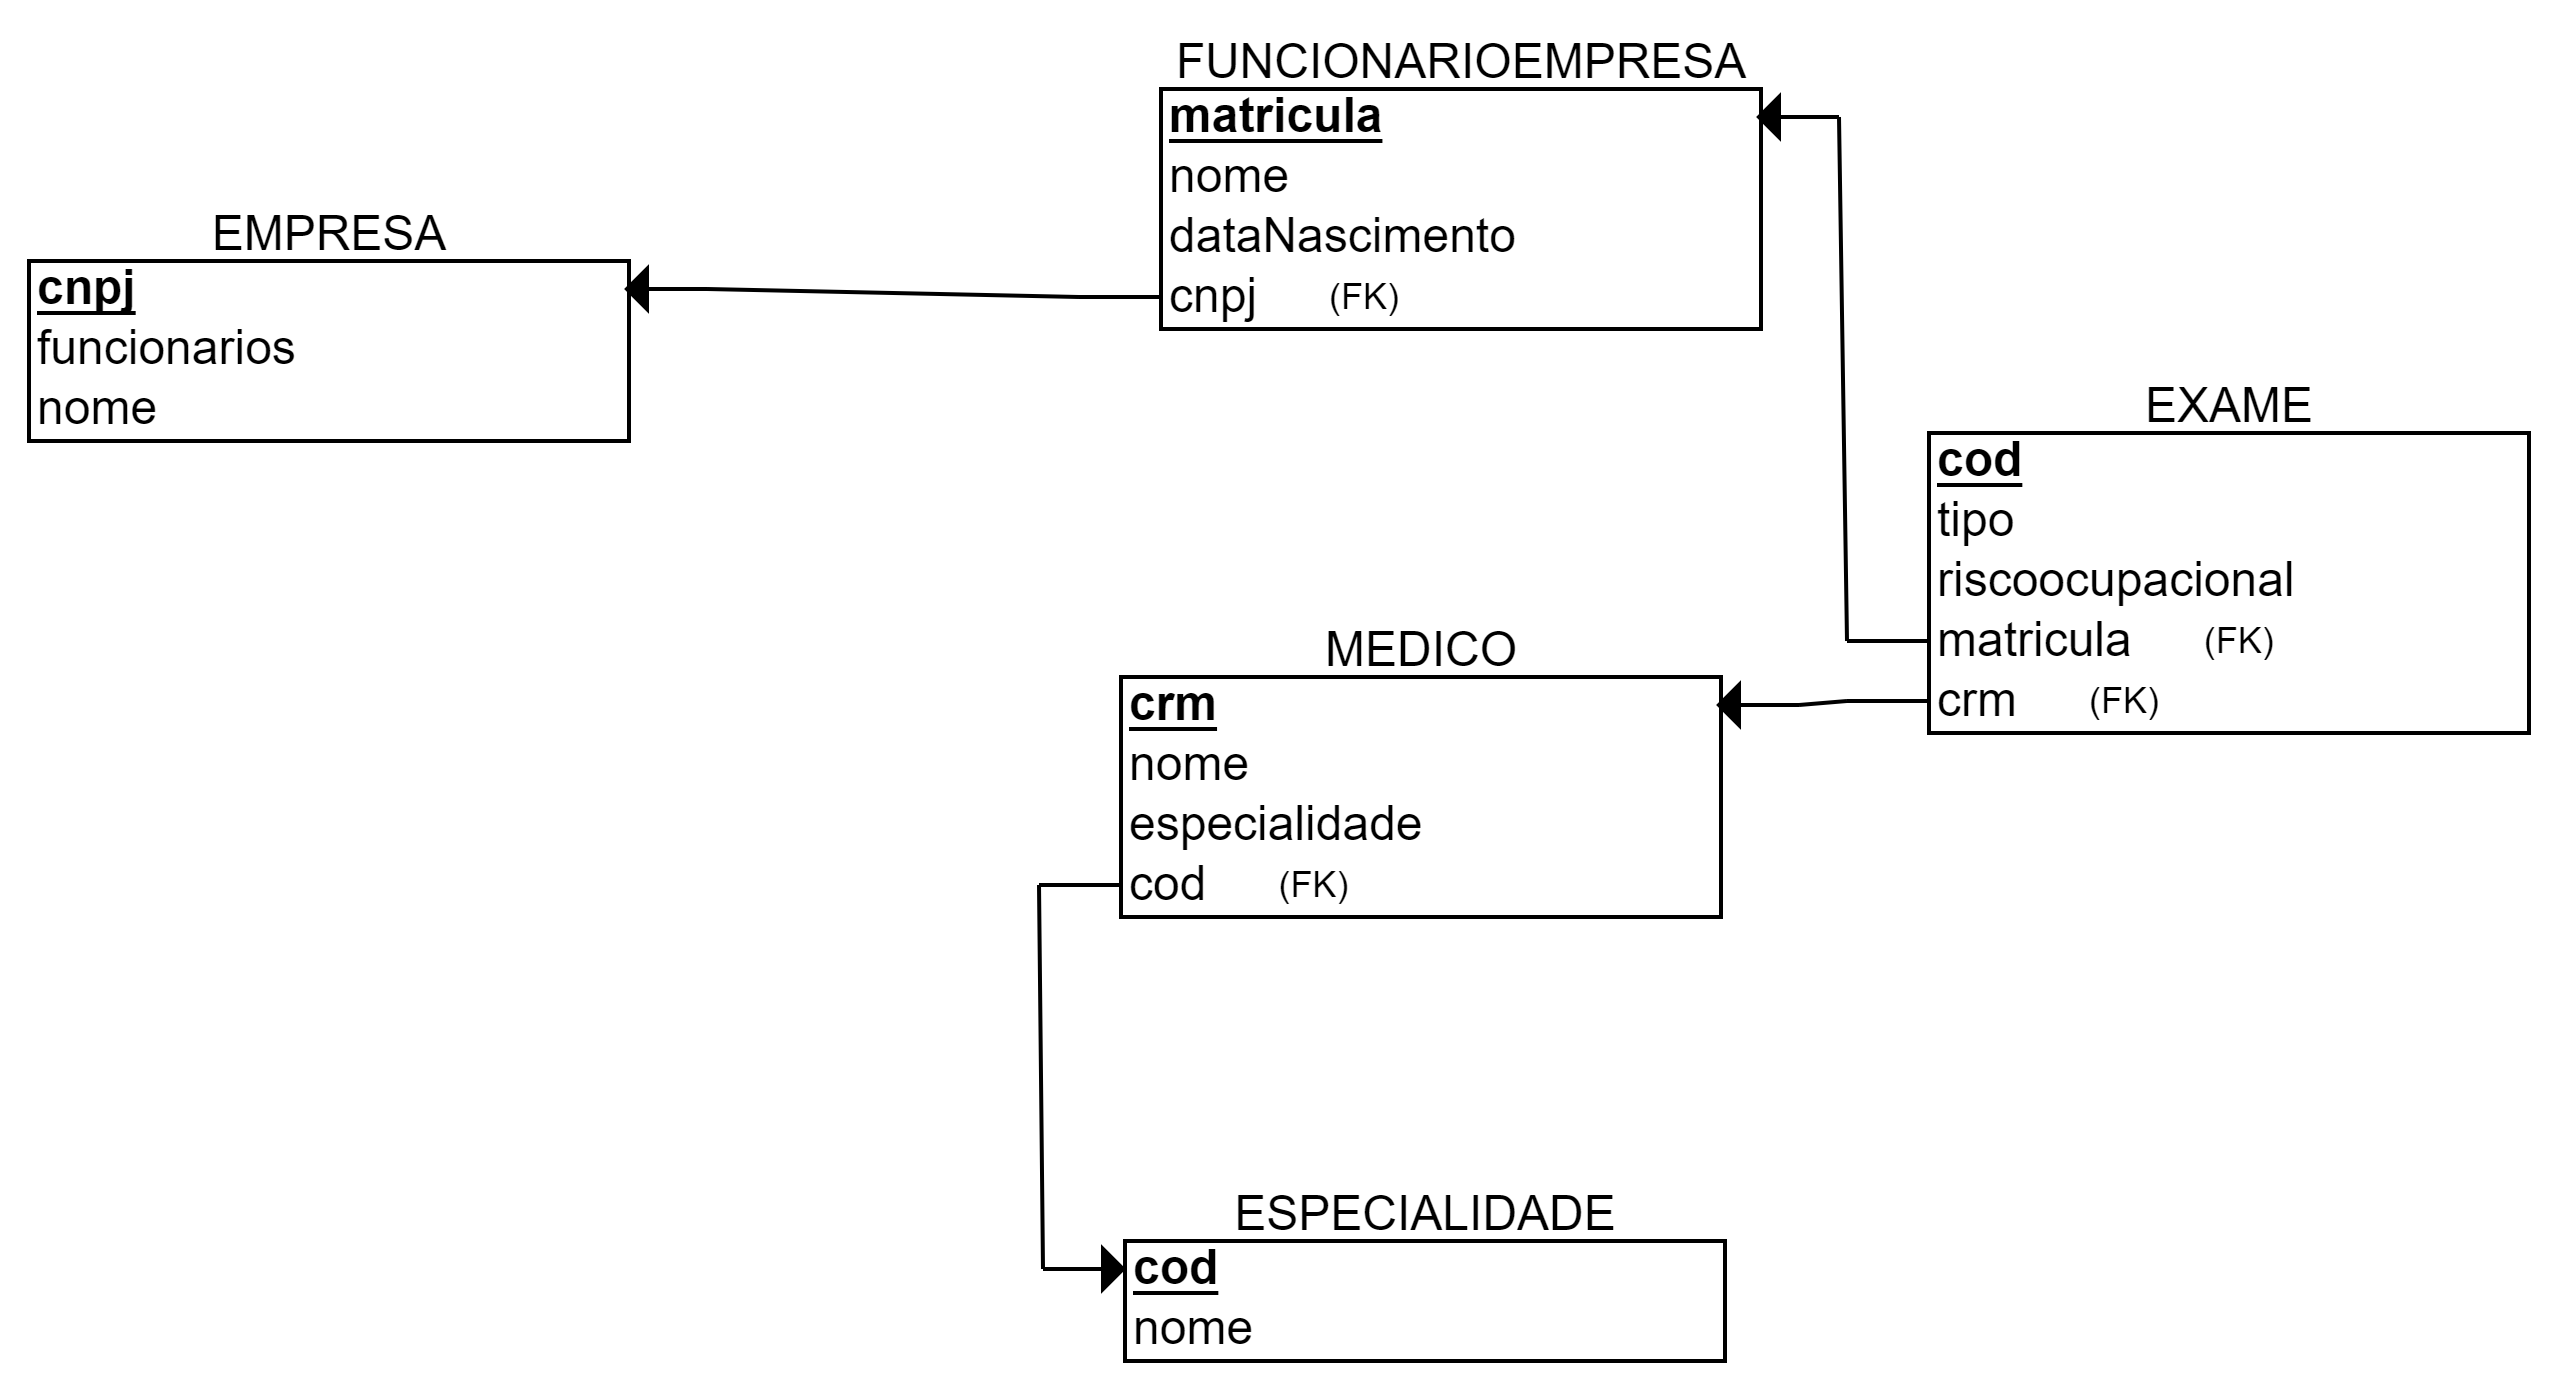 FUNCIONARIOEMPRESA
matricula
nome
dataNascimento
cnpj (FK)
EMPRESA
cnpj
funcionarios
nome
EXAME
cod
tipo
riscoocupacional
matricula (FK)
crm (FK)
MEDICO
crm
nome
especialidade
cod (FK)
ESPECIALIDADE
cod
nome